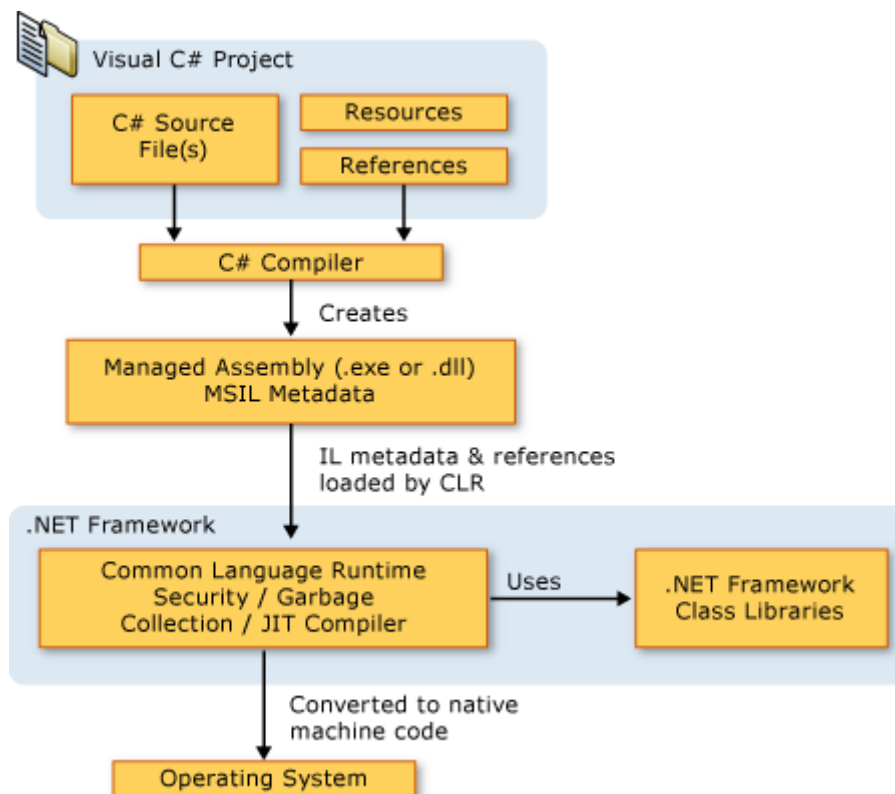 Visual C# Project
C# Source
File(s)
Resources
References
C# Compiler
Creates
Managed Assembly (.exe or .dll)
MSIL Metadata
IL metadata & references
loaded by CLR
.NET Framework
Common Language Runtime
Security / Garbage
Collection / JIT Compiler
Uses
.NET Framework
Class Libraries
Converted to native
machine code
Operating System